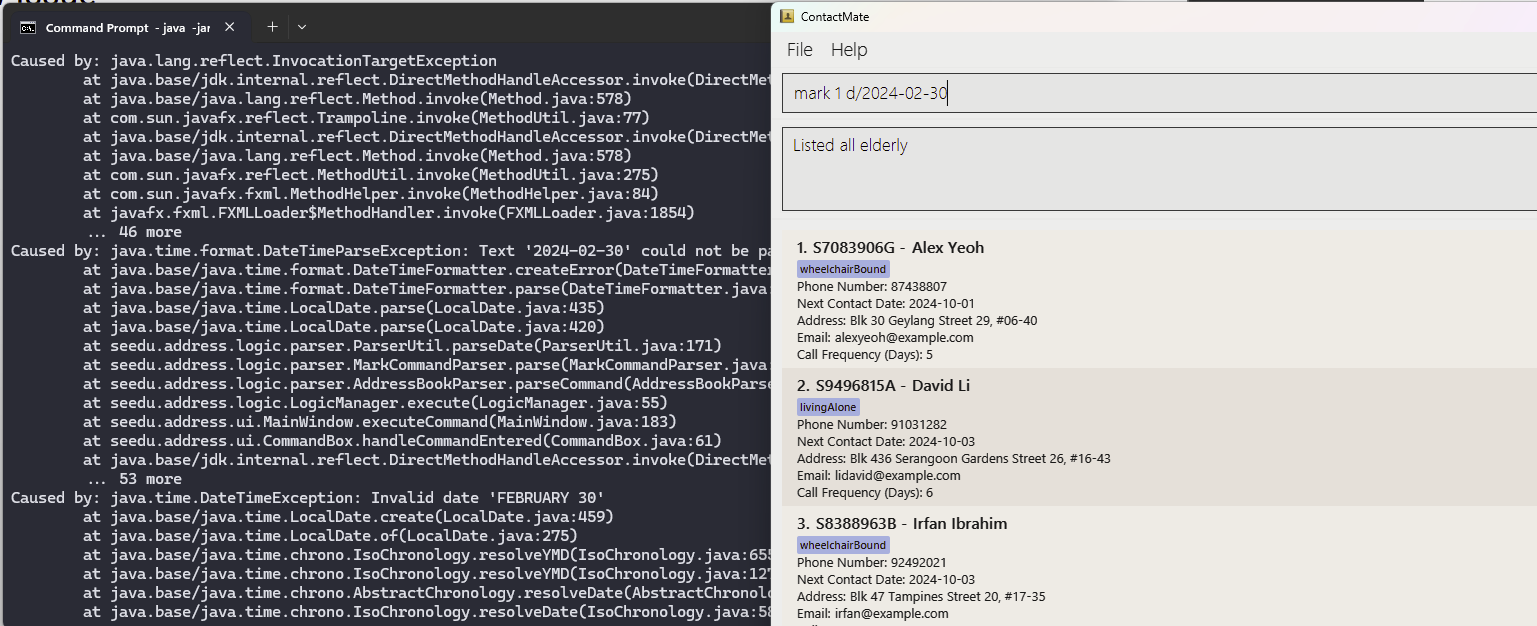 Command Prompt - java -jar
Caused by: java.lang.reflect.InvocationTargetException
at java.base/jdk.internal.reflect.DirectMethodHandleAccessor.invoke(DirectMet
at java.base/java.lang.reflect.Method.invoke(Method.java:578)
at com.sun.javafx.reflect.Trampoline.invoke(MethodUtil.java:77)
at java.base/jdk.internal.reflect.DirectMethodHandleAccessor.invoke(DirectMet
at java.base/java.lang.reflect.Method.invoke(Method.java:578)
at com.sun.javafx.reflect.MethodUtil.invoke(MethodUtil.java:275)
at com.sun.javafx.fxml.MethodHelper.invoke(MethodHelper.java:84)
at javafx.fxml.FXMLLoader$MethodHandler.invoke(FXMLLoader.java:1854)
... 46 more
Caused by: java.time.format.DateTimeParseException: Text '2024-02-30' could not be pa
at java.base/java.time.format.DateTimeFormatter.createError(DateTimeFormatter
at java.base/java.time.format.DateTimeFormatter.parse(DateTimeFormatter.java:
at java.base/java.time.LocalDate.parse(LocalDate.java:435)
at java.base/java.time.LocalDate.parse(LocalDate.java:420)
at seedu.address.logic.parser.ParserUtil.parseDate(ParserUtil.java:171)
at seedu.address.logic.parser.MarkCommandParser.parse(MarkCommandParser.java:
at seedu.address.logic.parser.AddressBookParser.parseCommand(AddressBookParse
at seedu.address.logic.LogicManager.execute(LogicManager.java:55)
at seedu.address.ui.MainWindow.executeCommand(MainWindow.java:183)
at seedu.address.ui.CommandBox.handleCommandEntered(CommandBox.java:61)
at java.base/jdk.internal.reflect.DirectMethodHandleAccessor.invoke(DirectMet
... 53 more
Caused by: java.time.DateTimeException: Invalid date 'FEBRUARY 30'
at java.base/java.time.LocalDate.create(LocalDate.java:459)
at java.base/java.time.LocalDate.of(LocalDate.java:275)
at java.base/java.time.chrono.IsoChronology.resolveYMD(IsoChronology.java:655
at java.base/java.time.chrono.IsoChronology.resolveYMD(IsoChronology.java:127
at java.base/java.time.chrono.AbstractChronology.resolveDate(AbstractChronolo
at java.base/java.time.chrono.IsoChronology.resolveDate(IsoChronology.java:58
ContactMate
File Help
mark 1 d/2024-02-30
Listed all elderly
1. S7083906G - Alex Yeoh
wheelchairBound
Phone Number: 87438807
Next Contact Date: 2024-10-01
Address: Blk 30 Geylang Street 29, #06-40
Email: alexyeoh@example.com
Call Frequency (Days): 5
2. S9496815A - David Li
livingAlone
Phone Number: 91031282
Next Contact Date: 2024-10-03
Address: Blk 436 Serangoon Gardens Street 26, #16-43
Email: lidavid@example.com
Call Frequency (Days): 6
3. S8388963B - Irfan Ibrahim
wheelchairBound
Phone Number: 92492021
Next Contact Date: 2024-10-03
Address: Blk 47 Tampines Street 20, #17-35
Email: irfan@example.com